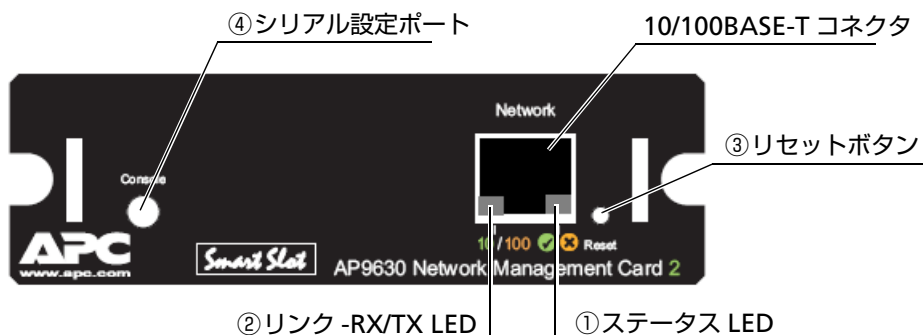 ④シリアル設定ポート
10/100BASE-T コネクタ
Network
③リセットボタン
Console
10/100 Reset
APC
www.apc.com
Smart Slot
AP9630 Network Management Card 2
②リンク -RX/TX LED
①ステータス LED